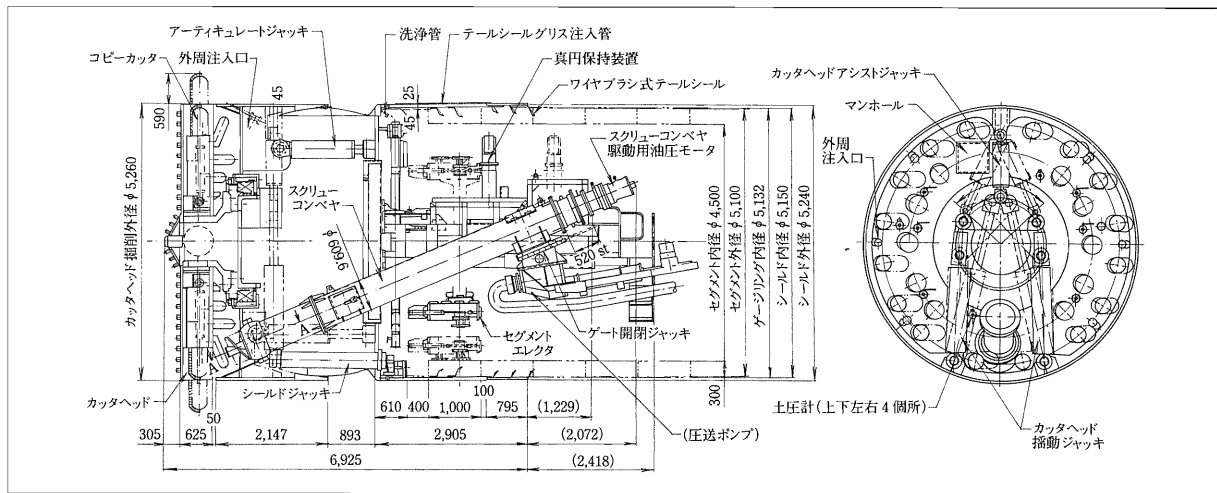 アーティキュレートジャッキ
洗浄管
テールシールグリス注入管
コピーカッタ
外周注入口
真円保持装置
ワイヤブラシ式テールシール
カッタヘッドアシストジャッキ
マンホール
スクリューコンベヤ
駆動用油圧モータ
外周
注入口
590
45
25
45
カッタヘッド掘削外径φ5,260
スクリュー
コンベヤ
φ609.6
520 st
セグメント内径φ4,500
セグメント外径φ5,100
ゲージリング内径φ5,132
シールド内径φ5,150
シールド外径φ5,240
A
A
セグメント
エレクタ
ゲート開閉ジャッキ
カッタヘッド
シールドジャッキ
50
100
300
土圧計(上下左右4個所)
610
400
1,000
795
(1,229)
(圧送ポンプ)
カッタヘッド
揺動ジャッキ
305
625
2,147
893
2,905
(2,072)
6,925
(2,418)